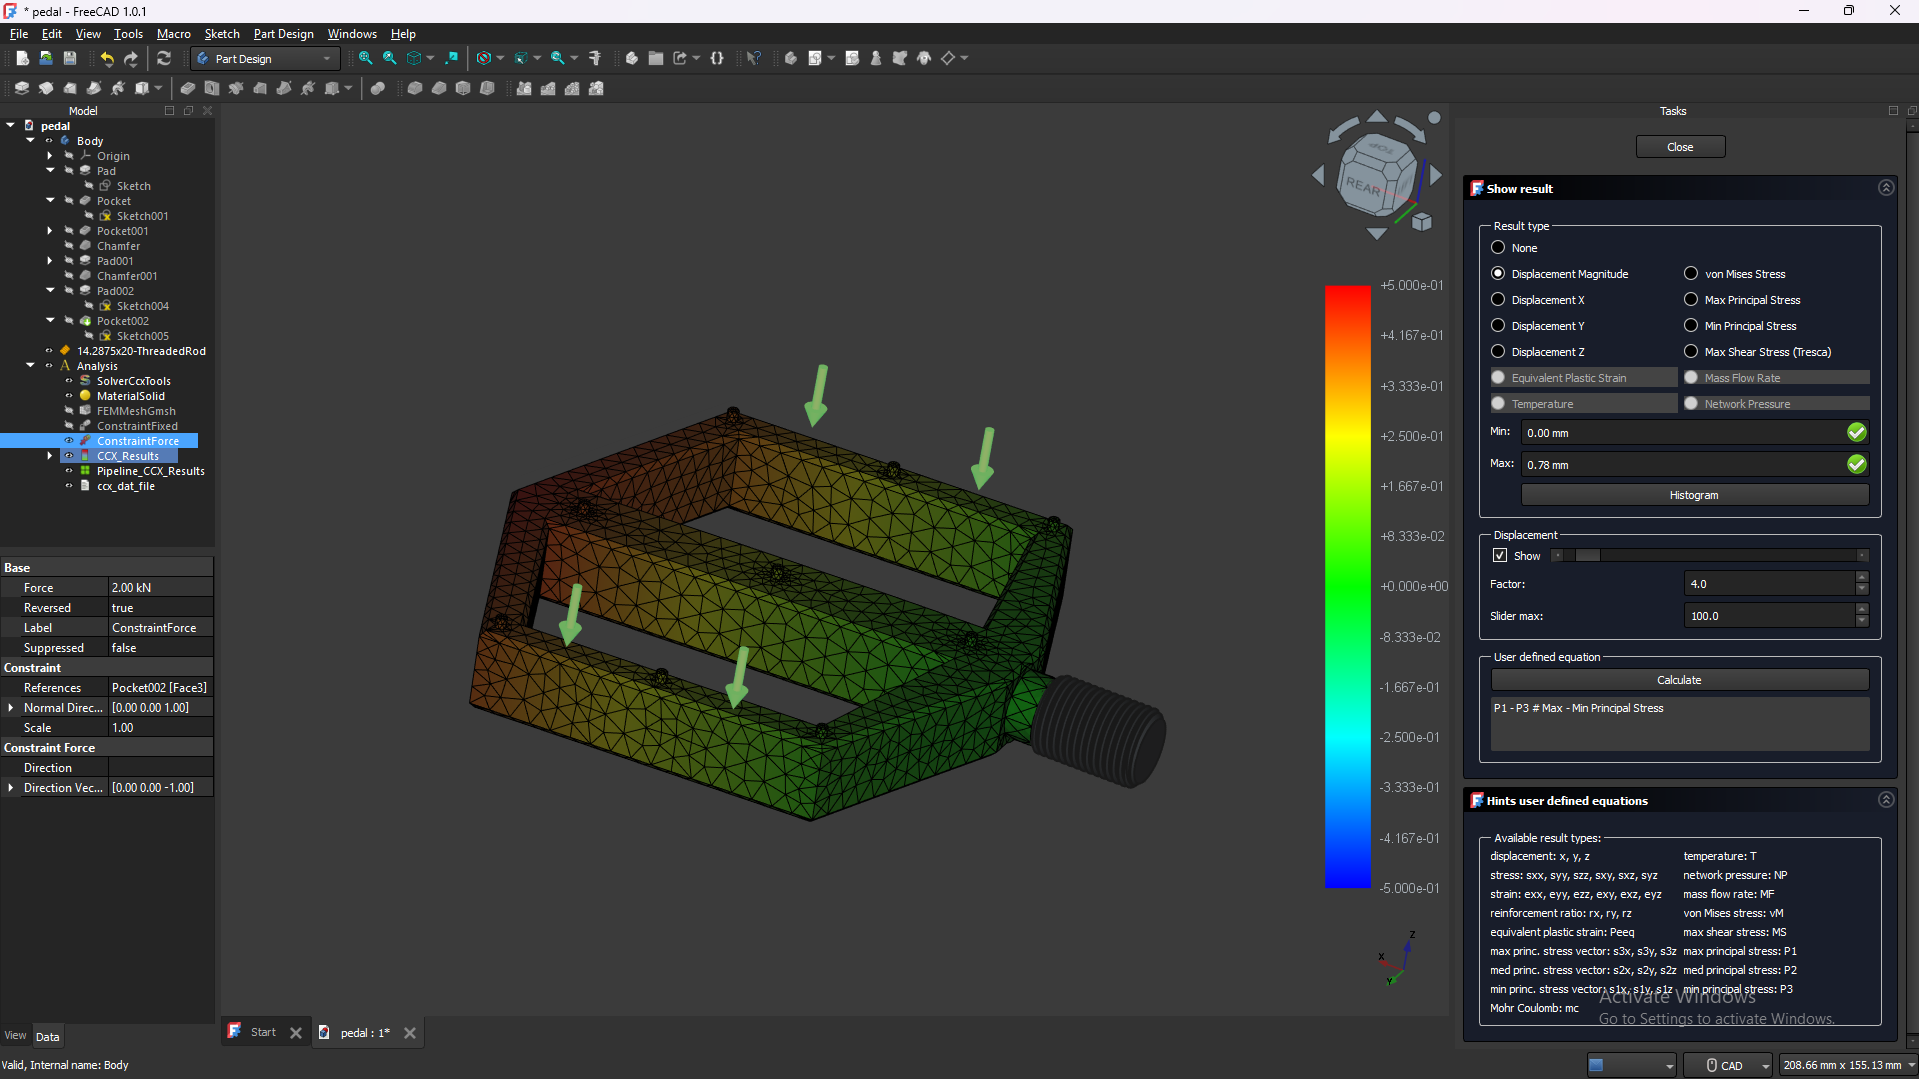 * pedal - FreeCAD 1.0.1
File Edit View Tools Macro Sketch Part Design Windows Help
Part Design
Model
pedal
Body
Origin
Pad
Sketch
Pocket
Sketch001
Pocket001
Chamfer
Pad001
Chamfer001
Pad002
Sketch004
Pocket002
Sketch005
14.2875x20-ThreadedRod
Analysis
SolverCcxTools
MaterialSolid
FEMMeshGmsh
ConstraintFixed
ConstraintForce
CCX_Results
Pipeline_CCX_Results
ccx_dat_file
Base
Force 2.00 kN
Reversed true
Label ConstraintForce
Suppressed false
Constraint
References Pocket002 [Face3]
Normal Direc... [0.00 0.00 1.00]
Scale 1.00
Constraint Force
Direction
Direction Vec... [0.00 0.00 -1.00]
View Data
Valid, Internal name: Body
TOP
REAR
+5.000e-01
+4.167e-01
+3.333e-01
+2.500e-01
+1.667e-01
+8.333e-02
+0.000e+00
-8.333e-02
-1.667e-01
-2.500e-01
-3.333e-01
-4.167e-01
-5.000e-01
Z
X
Y
Start
pedal : 1*
Tasks
Close
Show result
Result type
None
Displacement Magnitude von Mises Stress
Displacement X Max Principal Stress
Displacement Y Min Principal Stress
Displacement Z Max Shear Stress (Tresca)
Equivalent Plastic Strain Mass Flow Rate
Temperature Network Pressure
Min: 0.00 mm
Max: 0.78 mm
Histogram
Displacement
Show
Factor: 4.0
Slider max: 100.0
User defined equation
Calculate
P1 - P3 # Max - Min Principal Stress
Hints user defined equations
Available result types:
displacement: x, y, z temperature: T
stress: sxx, syy, szz, sxy, sxz, syz network pressure: NP
strain: exx, eyy, ezz, exy, exz, eyz mass flow rate: MF
reinforcement ratio: rx, ry, rz von Mises stress: vM
equivalent plastic strain: Peeq max shear stress: MS
max princ. stress vector: s3x, s3y, s3z max principal stress: P1
med princ. stress vector: s2x, s2y, s2z med principal stress: P2
min princ. stress vector: s1x, s1y, s1z min principal stress: P3
Mohr Coulomb: mc
Activate Windows
Go to Settings to activate Windows.
CAD
208.66 mm x 155.13 mm